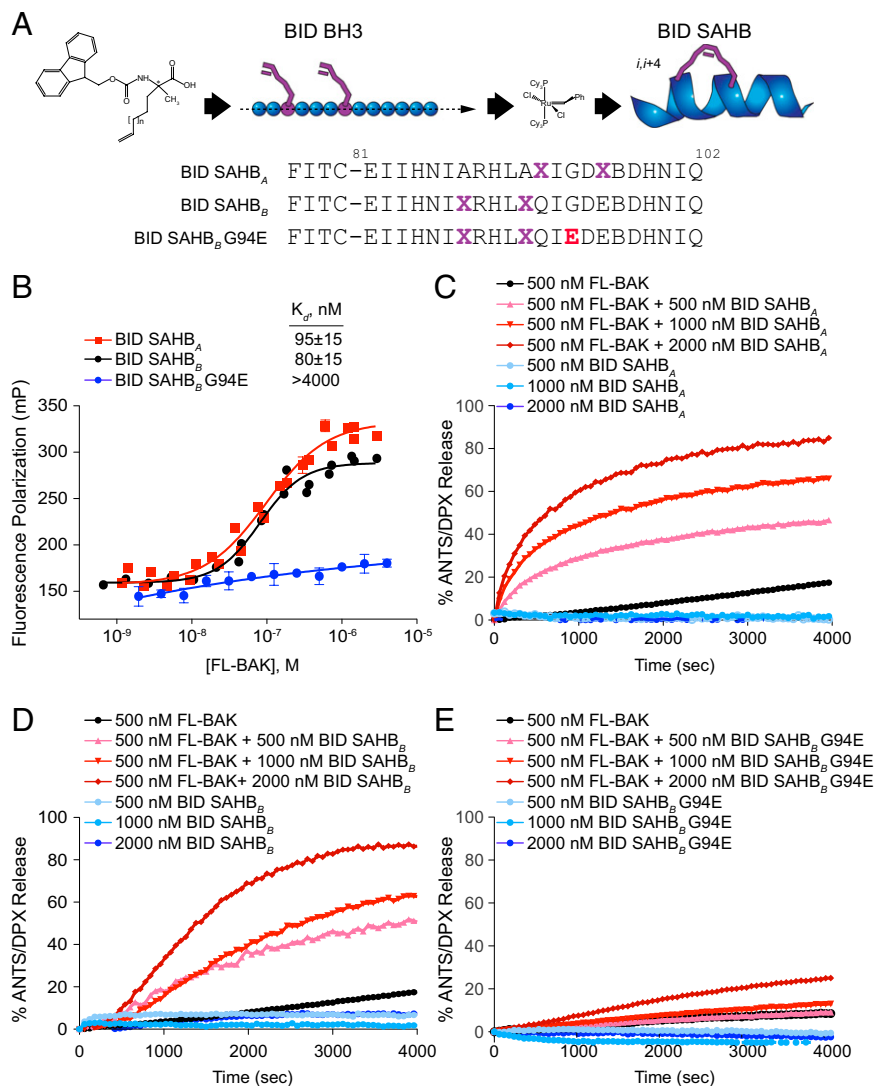 A
BID BH3
BID SAHB
i,i+4
O
NH
O
O
OH
CH3
*
[ ]n
Cy3P
Cl
Ru
Ph
Cl
PCy3
81 102
BID SAHBA FITC-EIIHNIARHLAXIGDXBDHNIQ
BID SAHBB FITC-EIIHNIXRHLXQIGDEBDHNIQ
BID SAHBB G94E FITC-EIIHNIXRHLXQIEDEBDHNIQ
B
Kd, nM
BID SAHBA 95±15
BID SAHBB 80±15
BID SAHBB G94E >4000
Fluorescence Polarization (mP)
350
300
250
200
150
100
10-9 10-8 10-7 10-6 10-5
[FL-BAK], M
C
500 nM FL-BAK
500 nM FL-BAK + 500 nM BID SAHBA
500 nM FL-BAK + 1000 nM BID SAHBA
500 nM FL-BAK + 2000 nM BID SAHBA
500 nM BID SAHBA
1000 nM BID SAHBA
2000 nM BID SAHBA
% ANTS/DPX Release
100
80
60
40
20
0
0 1000 2000 3000 4000
Time (sec)
D
500 nM FL-BAK
500 nM FL-BAK + 500 nM BID SAHBB
500 nM FL-BAK + 1000 nM BID SAHBB
500 nM FL-BAK+ 2000 nM BID SAHBB
500 nM BID SAHBB
1000 nM BID SAHBB
2000 nM BID SAHBB
% ANTS/DPX Release
100
80
60
40
20
0
0 1000 2000 3000 4000
Time (sec)
E
500 nM FL-BAK
500 nM FL-BAK + 500 nM BID SAHBB G94E
500 nM FL-BAK + 1000 nM BID SAHBB G94E
500 nM FL-BAK + 2000 nM BID SAHBB G94E
500 nM BID SAHBB G94E
1000 nM BID SAHBB G94E
2000 nM BID SAHBB G94E
% ANTS/DPX Release
100
80
60
40
20
0
0 1000 2000 3000 4000
Time (sec)